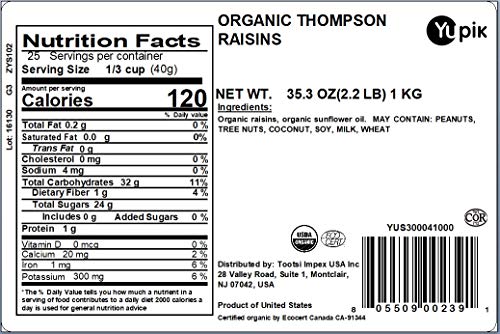 Lot: 16130 G3 ZYS102
Nutrition Facts
25 Servings per container
Serving Size 1/3 cup (40g)
Amount per serving
Calories 120
% Daily value
Total Fat 0.2 g 0 %
Saturated Fat 0.0 g 0%
Trans Fat 0 g
Cholesterol 0 mg 0 %
Sodium 4 mg 0 %
Total Carbohydrates 32 g 11%
Dietary Fiber 1 g 4 %
Total Sugars 24 g
Includes 0 g Added Sugars 0 %
Protein 1 g
Vitamin D 0 mcg 0 %
Calcium 20 mg 2 %
Iron 1 mg 6 %
Potassium 300 mg 6 %
*The % Daily Value tells you how much a nutrient in a
serving of food contributes to a daily diet 2000 calories a
day is used for general nutrition advice
ORGANIC THOMPSON
RAISINS
Yupik
NET WT. 35.3 OZ(2.2 LB) 1 KG
Ingredients:
Organic raisins, organic sunflower oil. MAY CONTAIN: PEANUTS,
TREE NUTS, COCONUT, SOY, MILK, WHEAT
USDA
ORGANIC
ECO
CERT
COR
YUS300041000
Distributed by: Tootsi Impex USA Inc
28 Valley Road, Suite 1, Montclair,
NJ 07042, USA
Product of United States
Certified organic by Ecocert Canada CA-91344
8 05509 00239 1